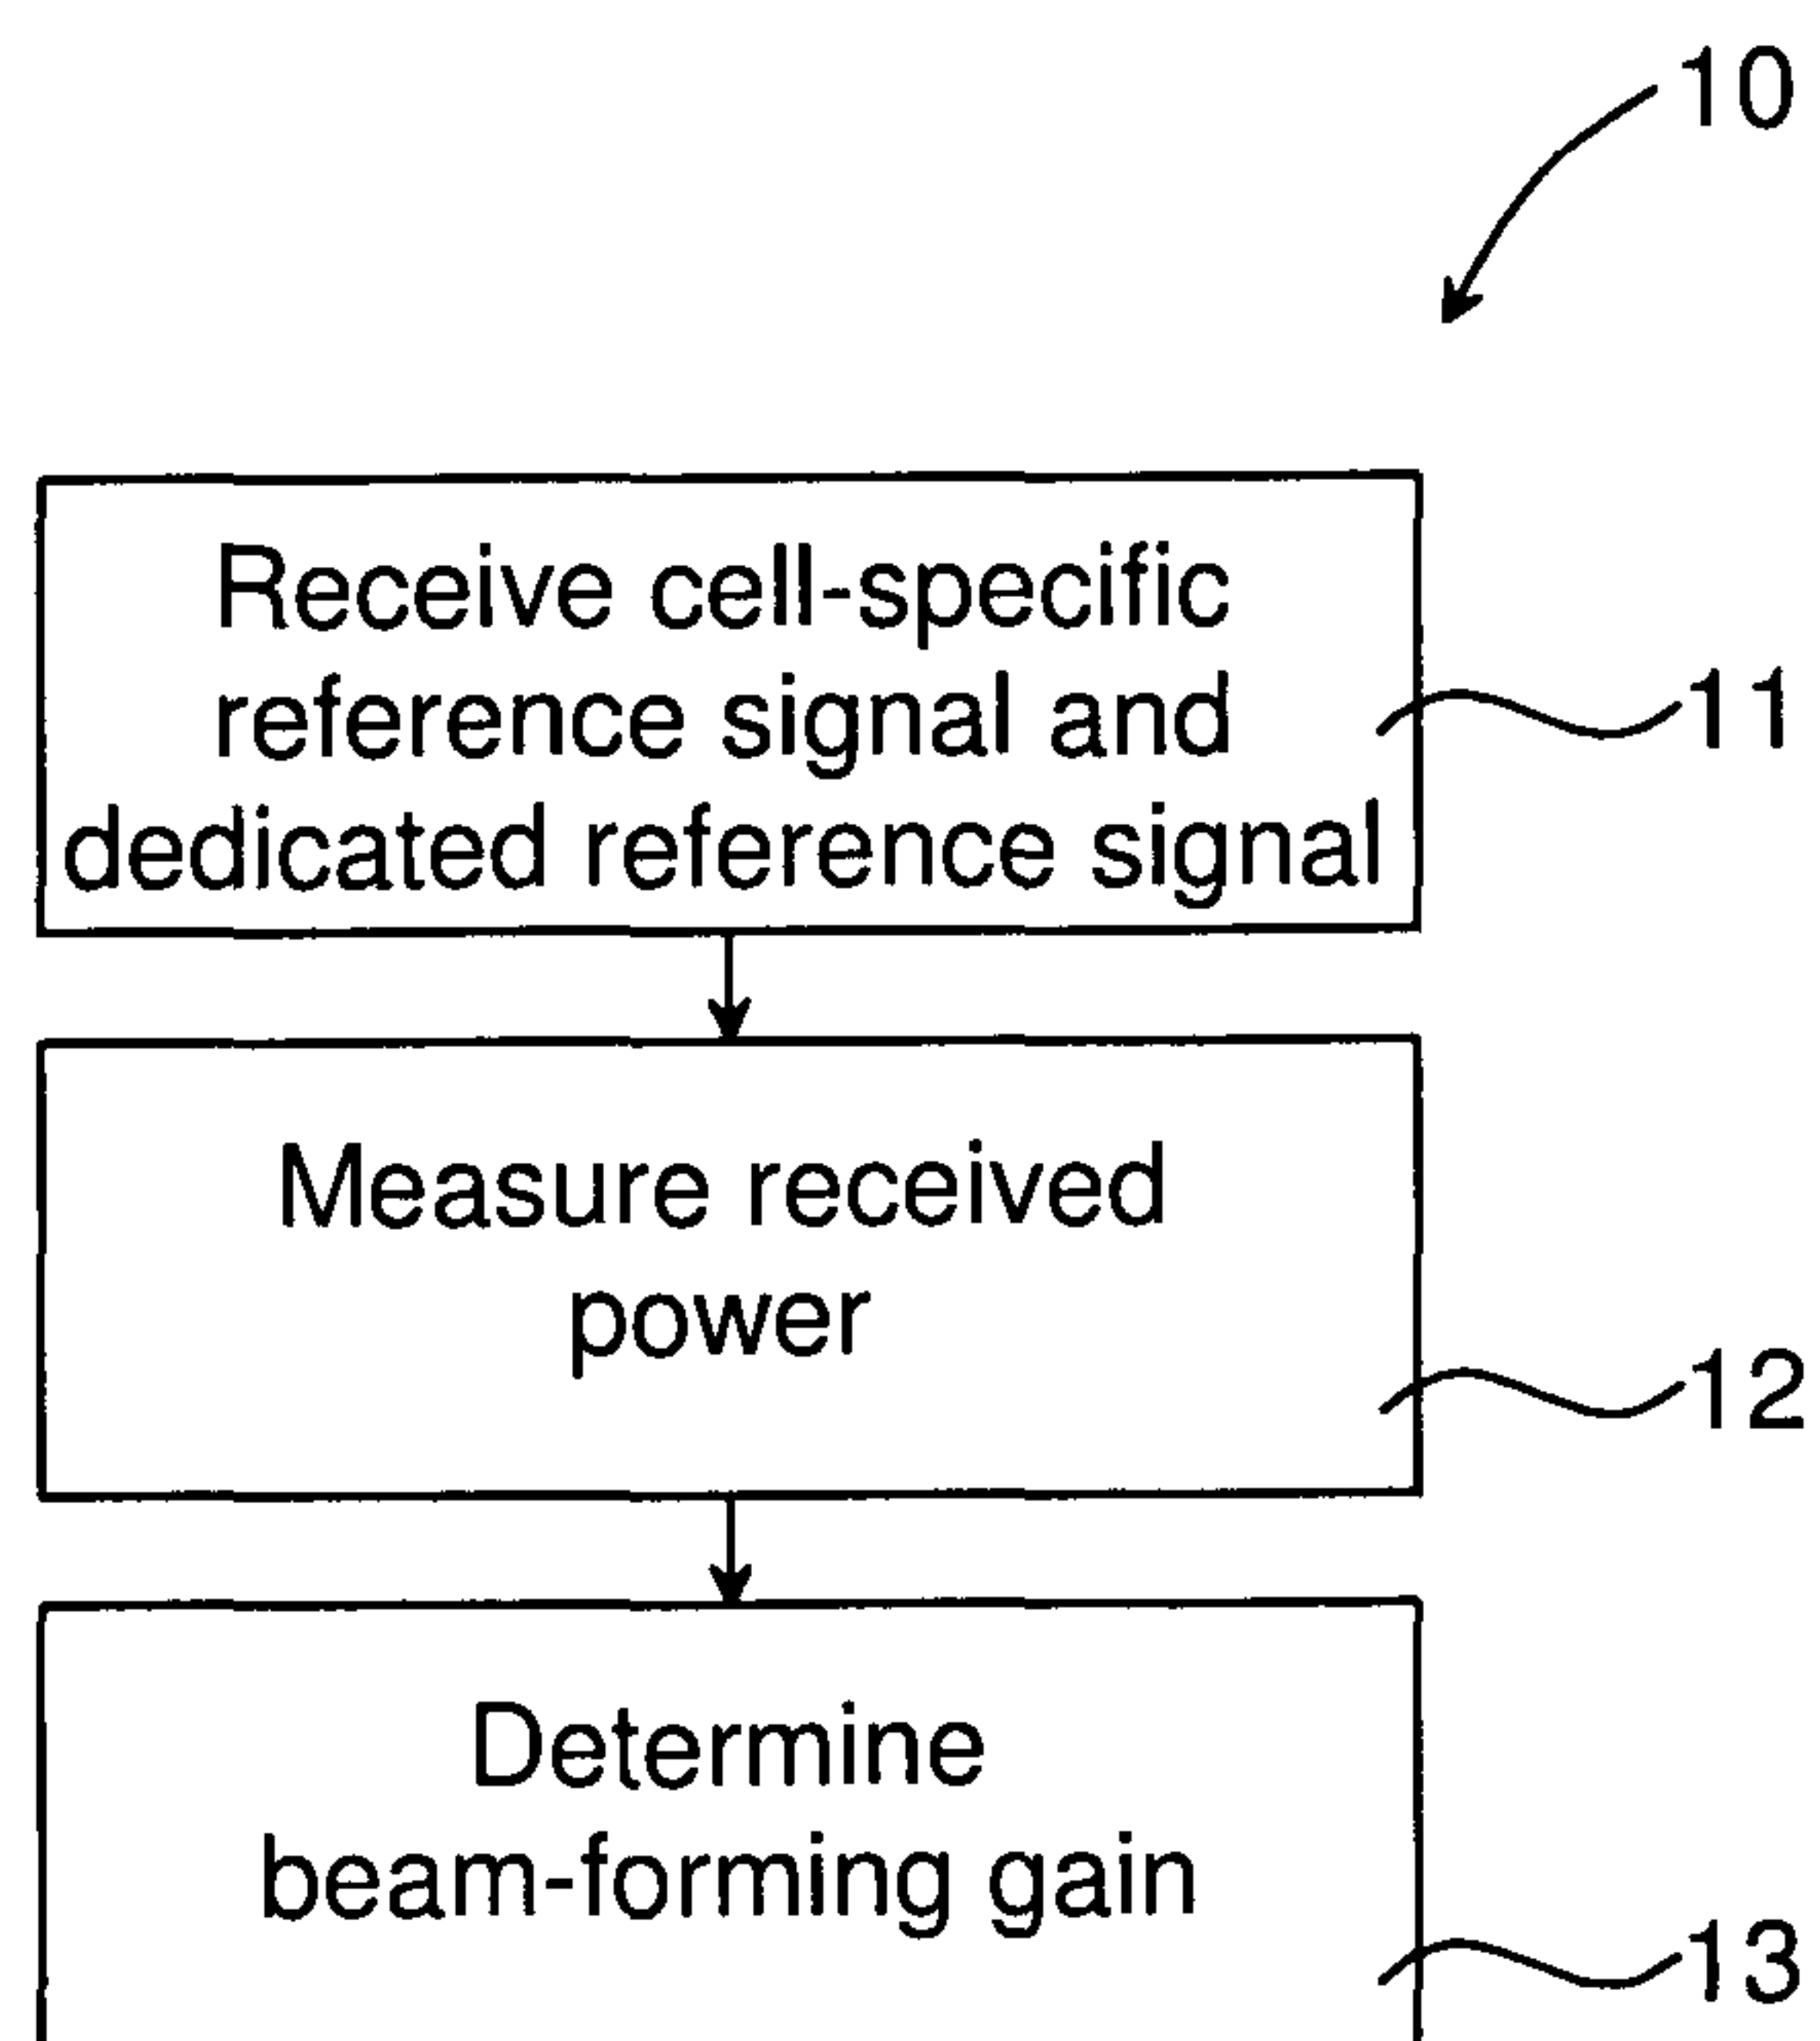 10
Receive cell-specific
reference signal and
dedicated reference signal
11
Measure received
power
12
Determine
beam-forming gain
13